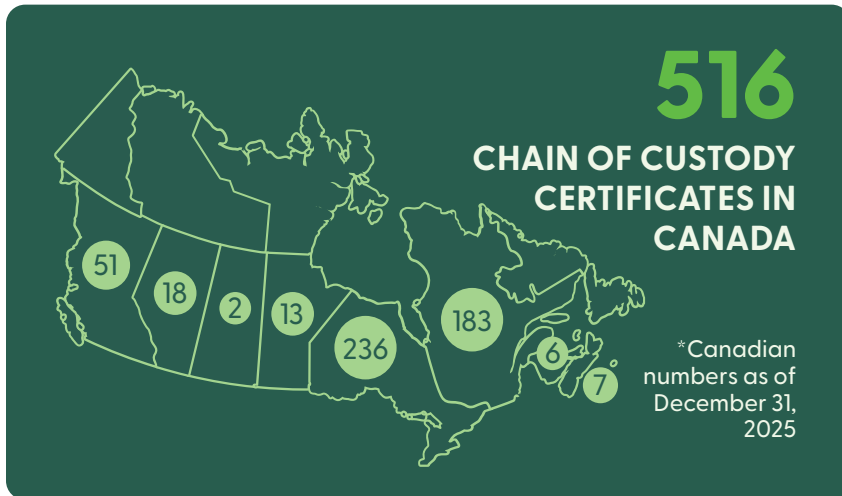 516
CHAIN OF CUSTODY
CERTIFICATES IN
CANADA
51
18
2
13
236
183
6
7
*Canadian
numbers as of
December 31,
2025